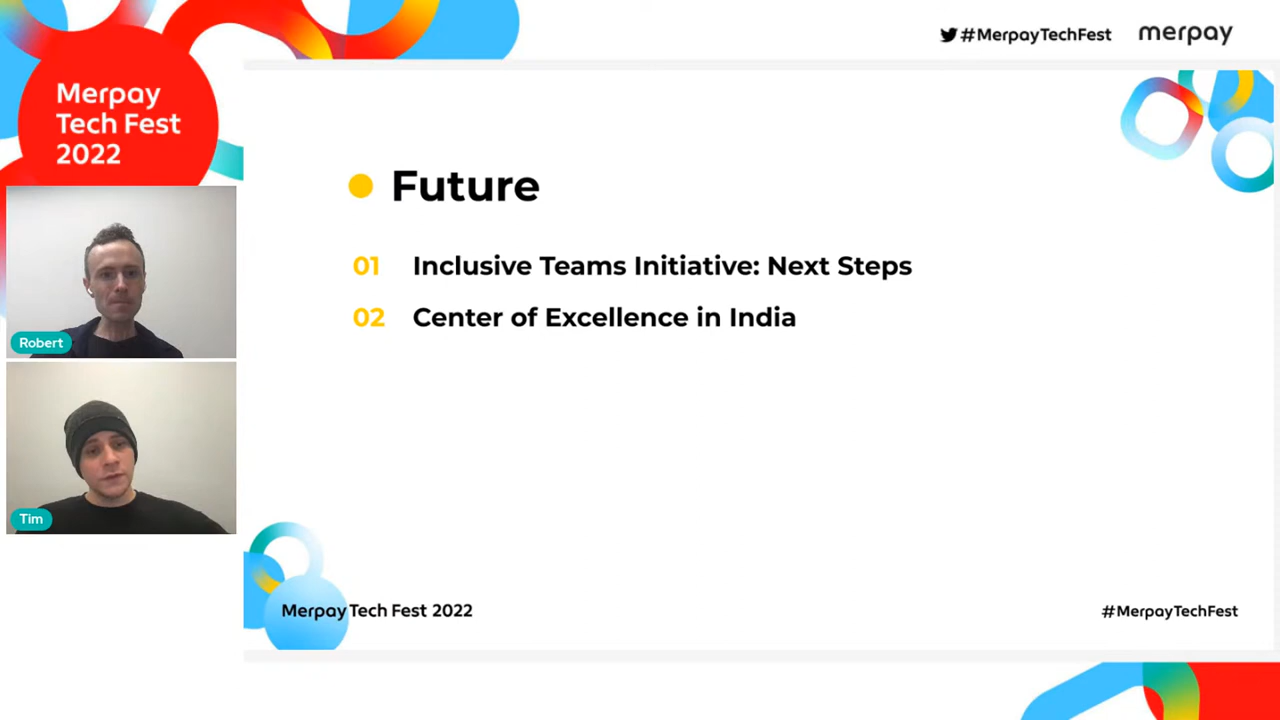 #MerpayTechFest merpay
Merpay
Tech Fest
2022
Future
01 Inclusive Teams Initiative: Next Steps
02 Center of Excellence in India
Robert
Tim
Merpay Tech Fest 2022
#MerpayTechFest